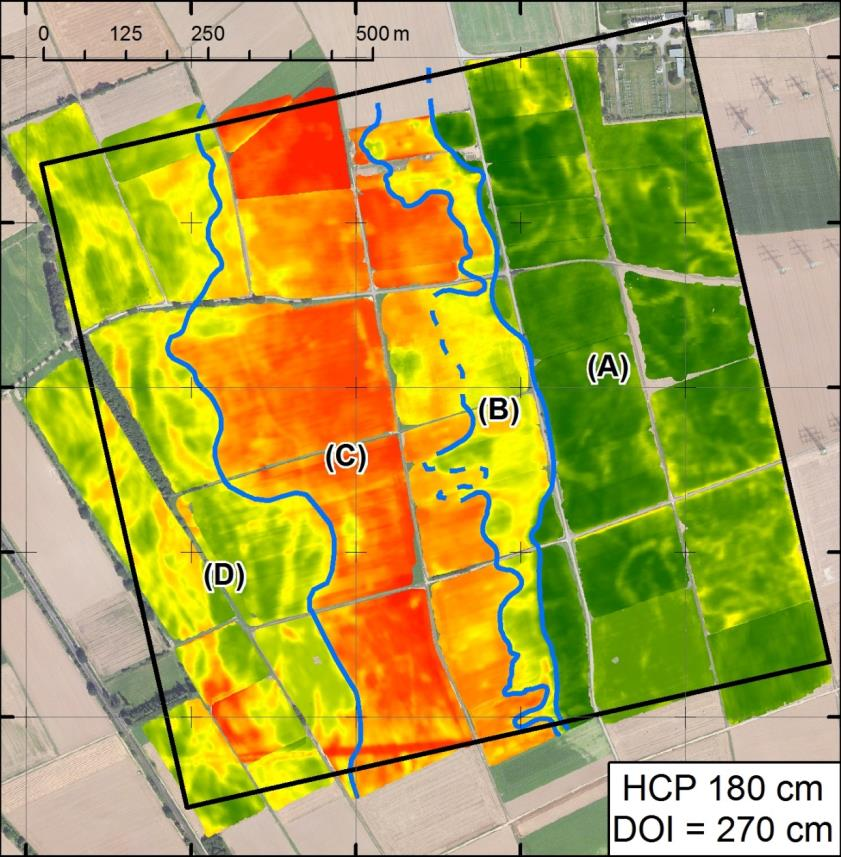 0 125 250 500 m
(A)
(B)
(C)
(D)
HCP 180 cm
DOI = 270 cm